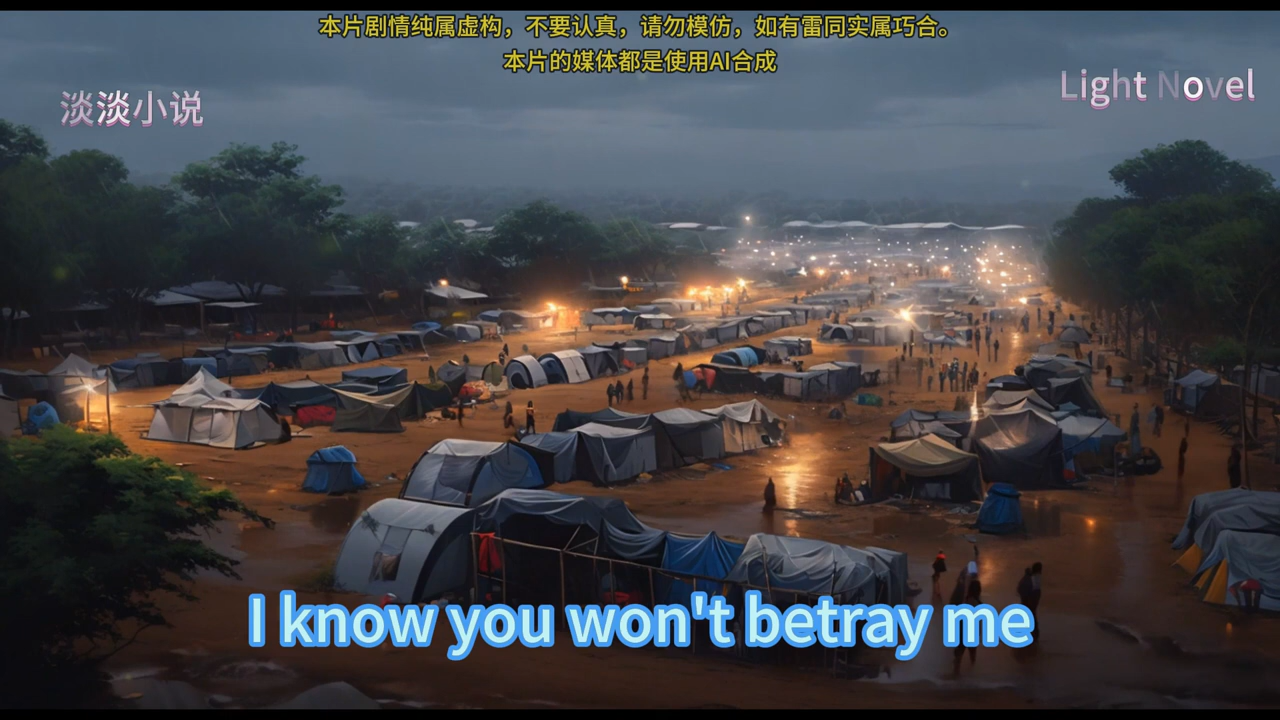 本片剧情纯属虚构，不要认真，请勿模仿，如有雷同实属巧合。
本片的媒体都是使用AI合成
淡淡小说
Light Novel
I know you won't betray me